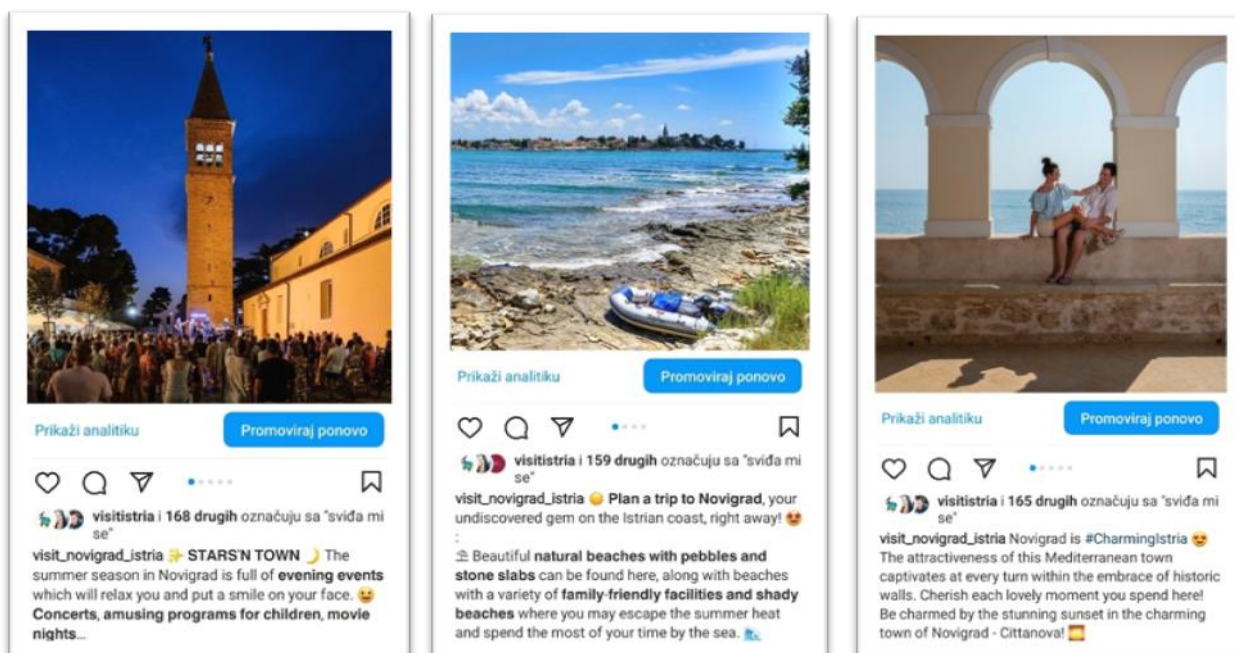 Prikaži analitiku
Promoviraj ponovo
visitistria i 168 drugih označuju sa "sviđa mi
se"
visit_novigrad_istria ✨ STARS'N TOWN 🌙 The
summer season in Novigrad is full of evening events
which will relax you and put a smile on your face. 😀
Concerts, amusing programs for children, movie
nights...
Prikaži analitiku
Promoviraj ponovo
visitistria i 159 drugih označuju sa "sviđa mi
se"
visit_novigrad_istria 🌞 Plan a trip to Novigrad, your
undiscovered gem on the Istrian coast, right away! 😍
:
⛱ Beautiful natural beaches with pebbles and
stone slabs can be found here, along with beaches
with a variety of family-friendly facilities and shady
beaches where you may escape the summer heat
and spend the most of your time by the sea. 🌊
Prikaži analitiku
Promoviraj ponovo
visitistria i 165 drugih označuju sa "sviđa mi
se"
visit_novigrad_istria Novigrad is #CharmingIstria 😍
The attractiveness of this Mediterranean town
captivates at every turn within the embrace of historic
walls. Cherish each lovely moment you spend here!
Be charmed by the stunning sunset in the charming
town of Novigrad - Cittanova! 🌅